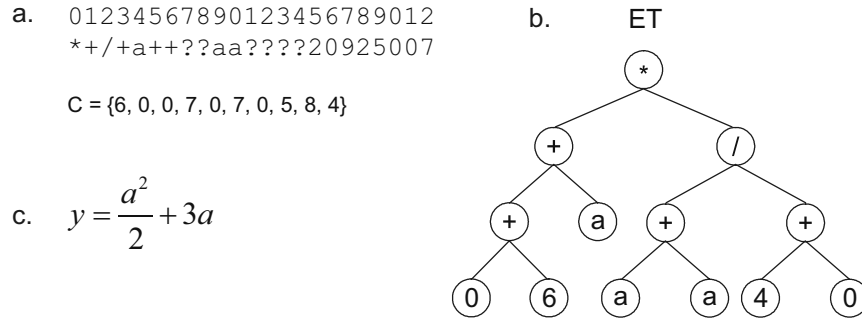 a. 01234567890123456789012
*+/+a++??aa????20925007
C = {6, 0, 0, 7, 0, 7, 0, 5, 8, 4}
c. y = a²/2 + 3a
b. ET
*
+ /
+ a + +
0 6 a a 4 0